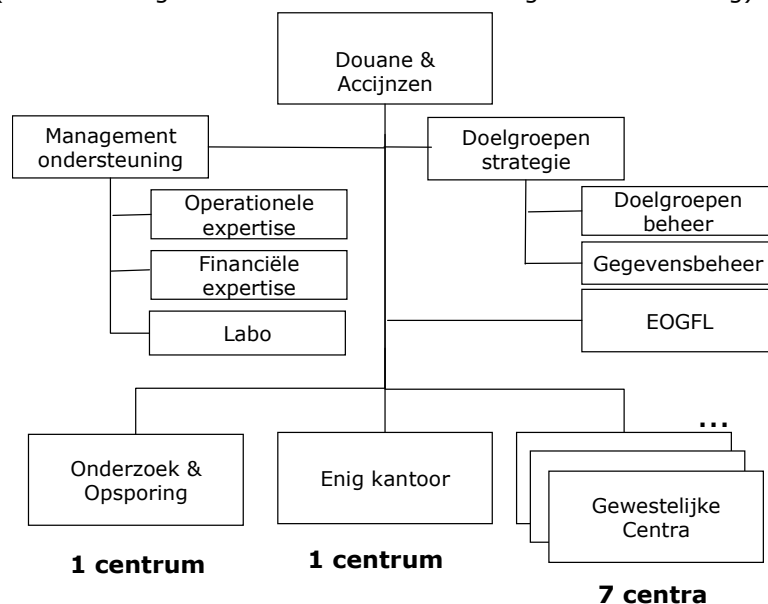 Douane &
Accijnzen
Management
ondersteuning
Doelgroepen
strategie
Operationele
expertise
Doelgroepen
beheer
Financiële
expertise
Gegevensbeheer
Labo
EOGFL
...
Onderzoek &
Opsporing
Enig kantoor
Gewestelijke
Centra
1 centrum
1 centrum
7 centra